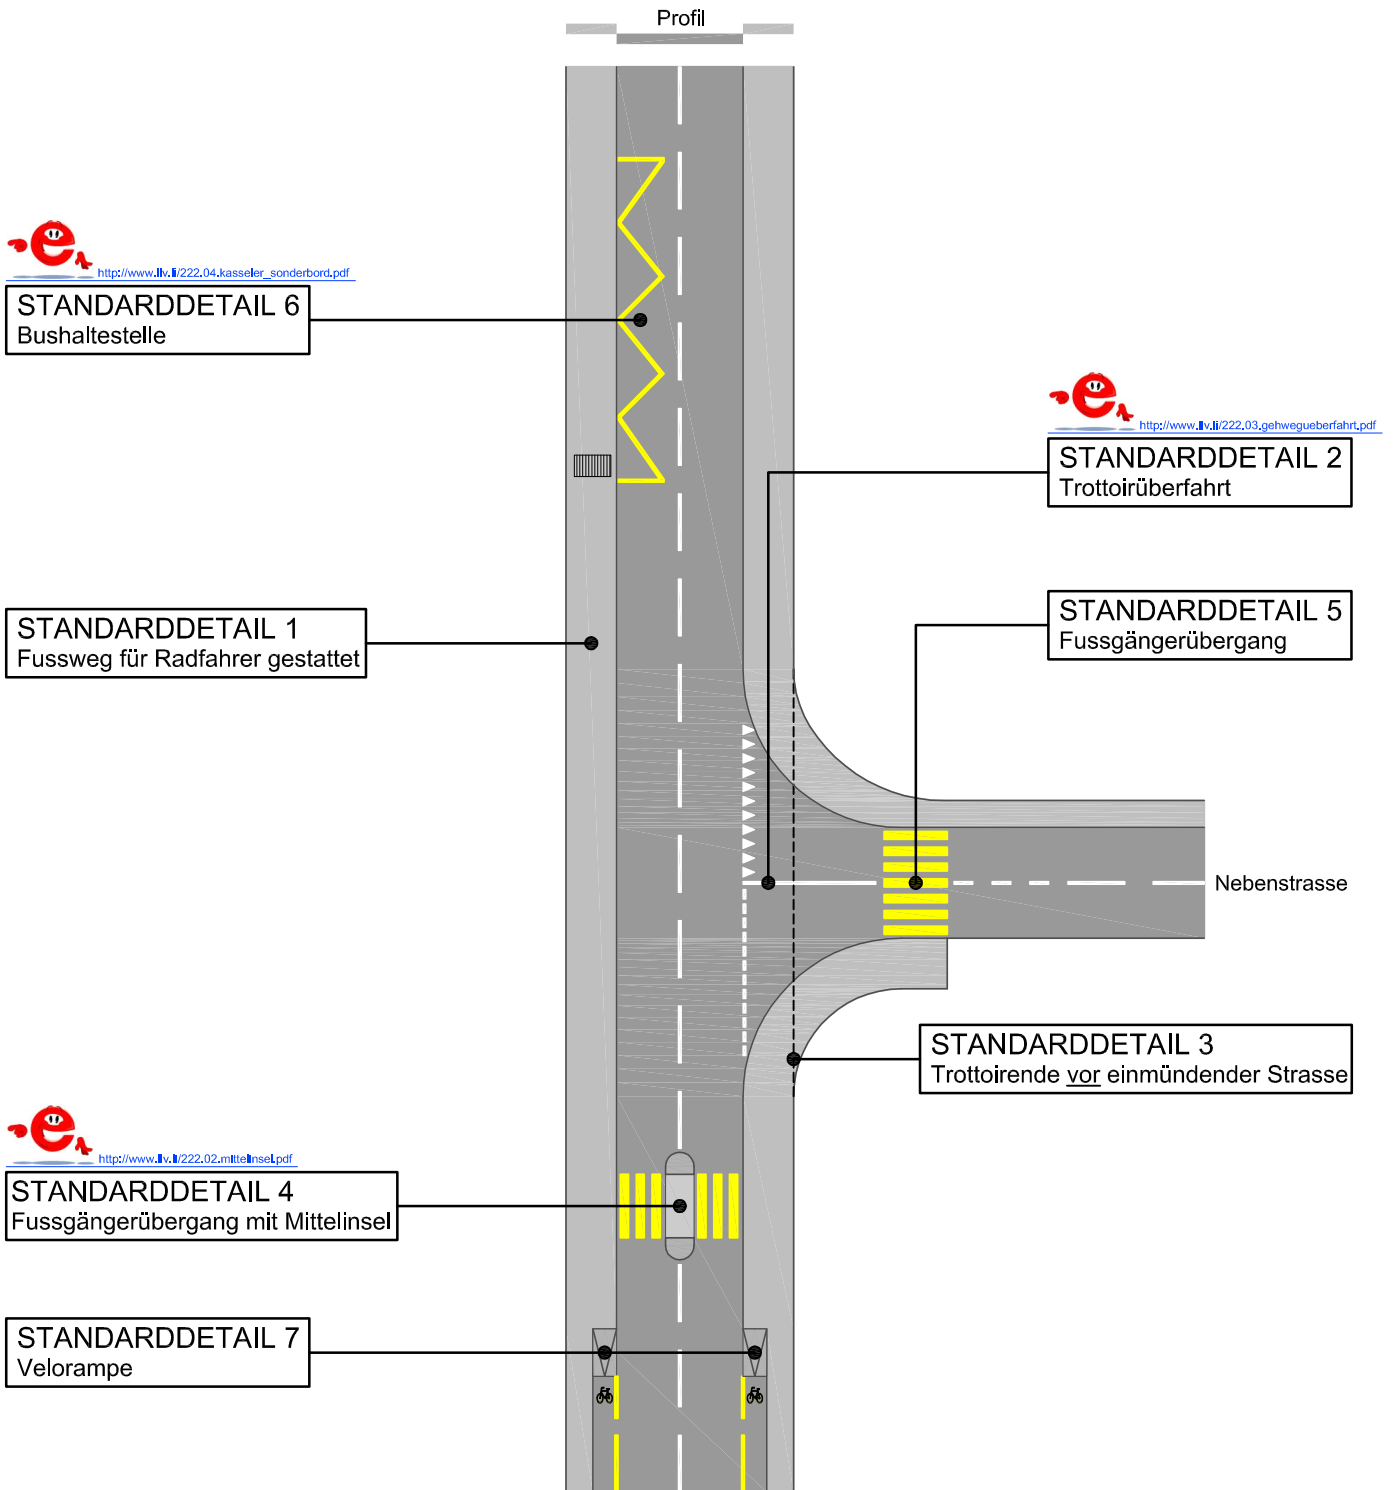 Profil
http://www.llv.li/222.04.kasseler_sonderbord.pdf
STANDARDDETAIL 6
Bushaltestelle
http://www.llv.li/222.03.gehwegueberfahrt.pdf
STANDARDDETAIL 2
Trottoirüberfahrt
STANDARDDETAIL 1
Fussweg für Radfahrer gestattet
STANDARDDETAIL 5
Fussgängerübergang
Nebenstrasse
STANDARDDETAIL 3
Trottoirende vor einmündender Strasse
http://www.llv.li/222.02.mittelinsel.pdf
STANDARDDETAIL 4
Fussgängerübergang mit Mittelinsel
STANDARDDETAIL 7
Velorampe